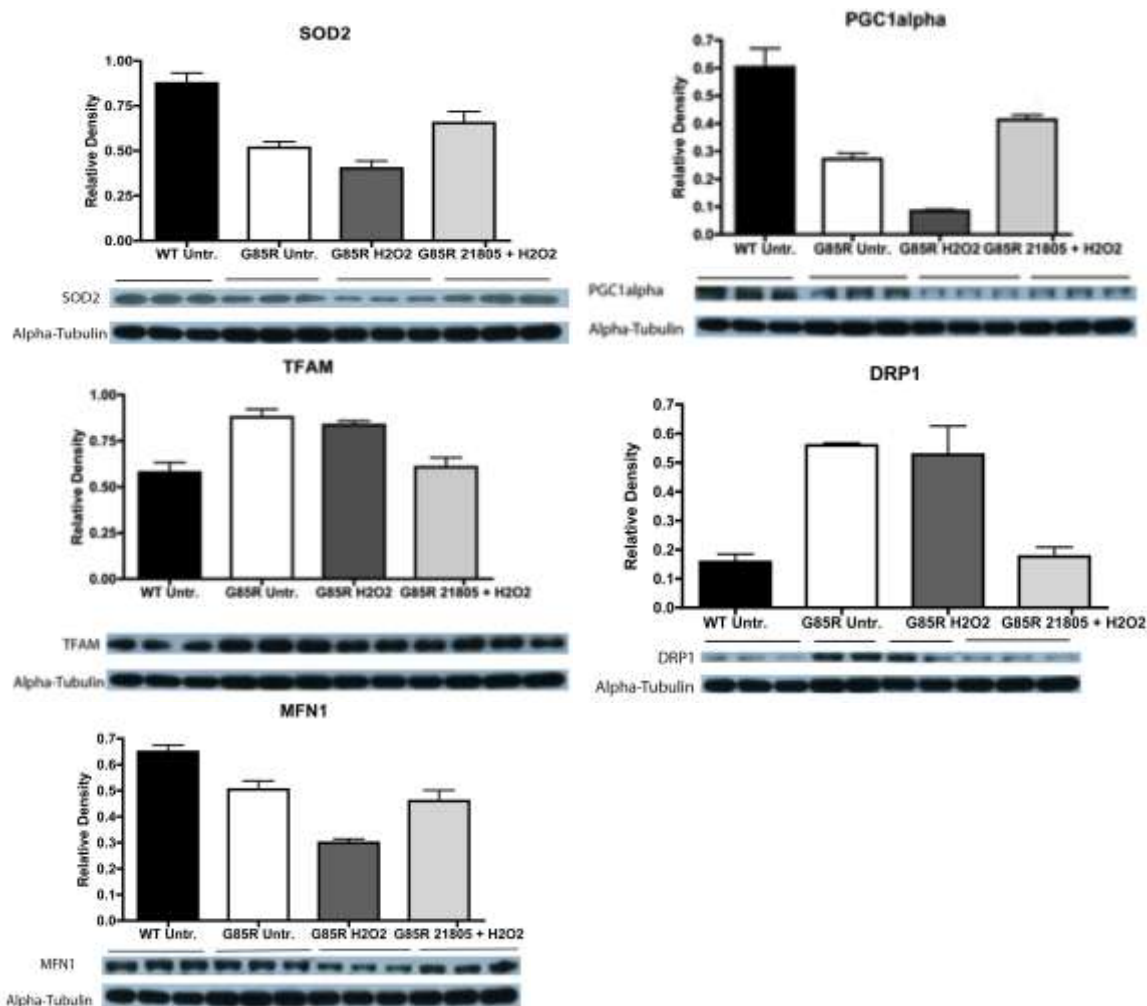 SOD2
Relative Density
1.00
0.75
0.50
0.25
0.00
WT Untr. G85R Untr. G85R H2O2 G85R 21805 + H2O2
SOD2
Alpha-Tubulin
PGC1alpha
Relative Density
0.7
0.6
0.5
0.4
0.3
0.2
0.1
0.0
WT Untr. G85R Untr. G85R H2O2 G85R 21805 + H2O2
PGC1alpha
Alpha-Tubulin
TFAM
Relative Density
1.00
0.75
0.50
0.25
0.00
WT Untr. G85R Untr. G85R H2O2 G85R 21805 + H2O2
TFAM
Alpha-Tubulin
DRP1
Relative Density
0.7
0.6
0.5
0.4
0.3
0.2
0.1
0.0
WT Untr. G85R Untr. G85R H2O2 G85R 21805 + H2O2
DRP1
Alpha-Tubulin
MFN1
Relative Density
0.7
0.6
0.5
0.4
0.3
0.2
0.1
0.0
WT Untr. G85R Untr. G85R H2O2 G85R 21805 + H2O2
MFN1
Alpha-Tubulin